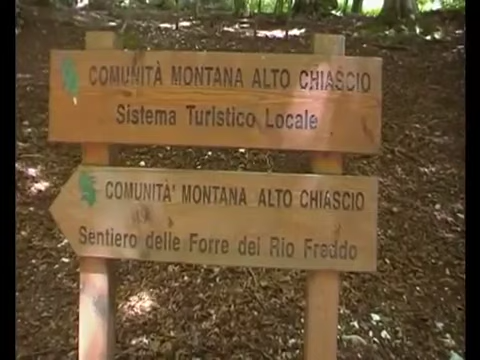 COMUNITÀ MONTANA ALTO CHIASCIO
Sistema Turistico Locale
COMUNITA' MONTANA ALTO CHIASCIO
Sentiero delle Forre del Rio Freddo